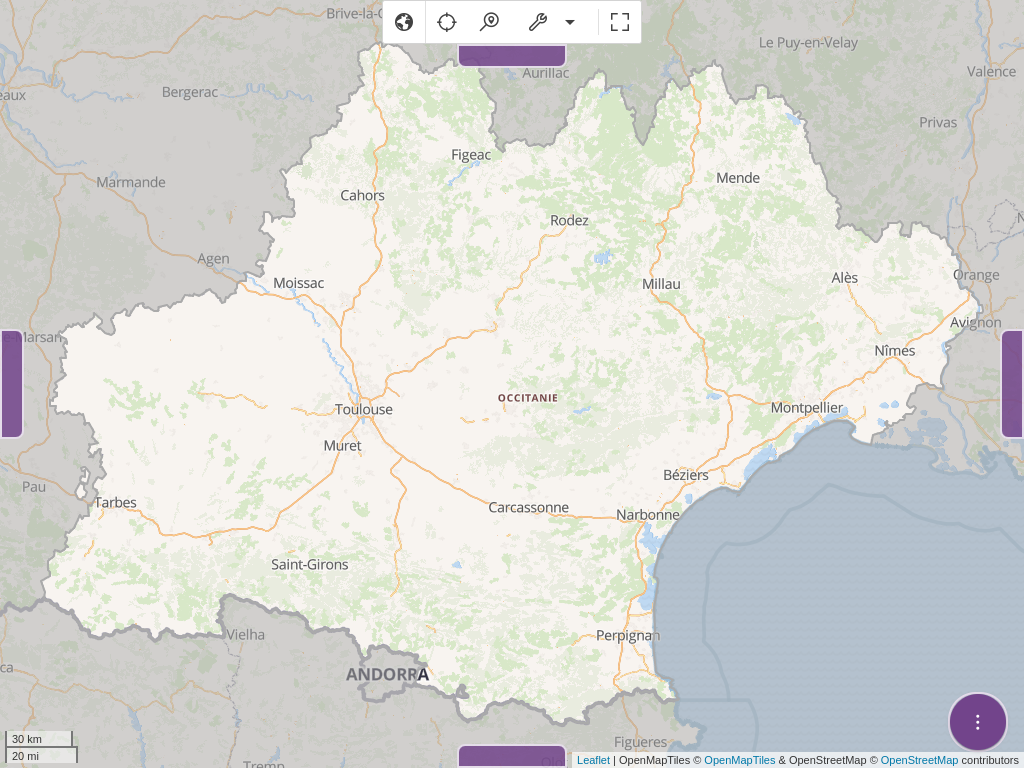 Brive-la-G
Le Puy-en-Velay
Aurillac
Valence
Bergerac
eaux
Privas
Figeac
Mende
Marmande
Cahors
Rodez
Agen
Orange
Moissac
Millau
Alès
Avignon
e-Marsan
Nîmes
OCCITANIE
Toulouse
Montpellier
Muret
Béziers
Pau
Tarbes
Carcassonne
Narbonne
Saint-Girons
Vielha
Perpignan
ca
ANDORRA
30 km
Figueres
20 mi
Tremp
Leaflet | OpenMapTiles © OpenMapTiles & OpenStreetMap © OpenStreetMap contributors